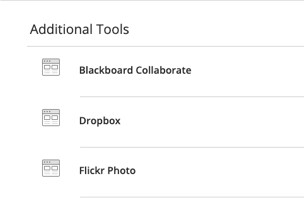 Additional Tools
Blackboard Collaborate
Dropbox
Flickr Photo